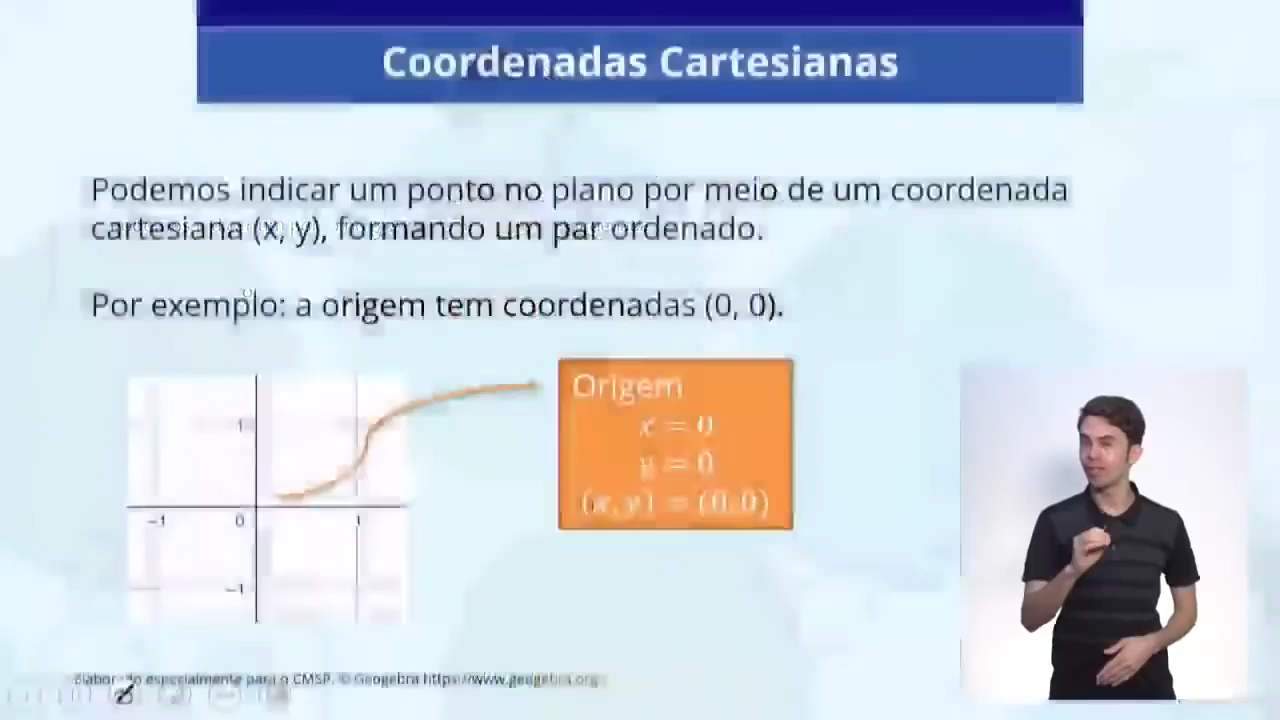 Coordenadas Cartesianas
Podemos indicar um ponto no plano por meio de um coordenada
cartesiana (x, y), formando um par ordenado.
Por exemplo: a origem tem coordenadas (0, 0).
Origem
x = 0
y = 0
(x, y) = (0,0)
1
−1 0 1
−1
Elaborado especialmente para o CMSP. © Geogebra https://www.geogebra.org